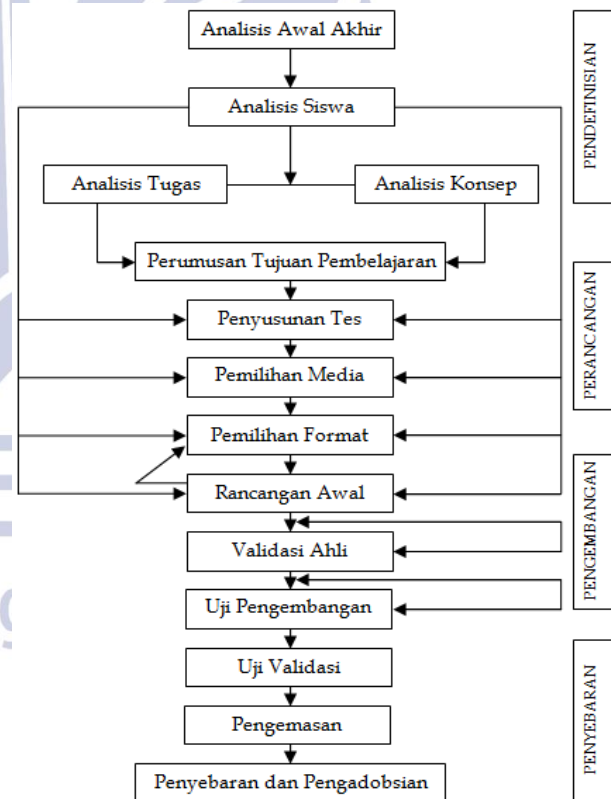 Analisis Awal Akhir
PENDEFINISIAN
Analisis Siswa
Analisis Tugas
Analisis Konsep
Perumusan Tujuan Pembelajaran
PERANCANGAN
Penyusunan Tes
Pemilihan Media
Pemilihan Format
Rancangan Awal
PENGEMBANGAN
Validasi Ahli
Uji Pengembangan
Uji Validasi
PENYEBARAN
Pengemasan
Penyebaran dan Pengadobsian